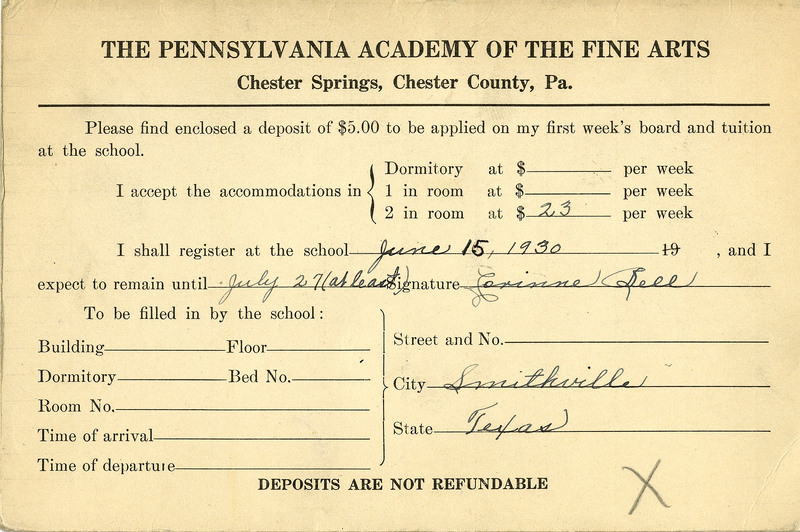 THE PENNSYLVANIA ACADEMY OF THE FINE ARTS
Chester Springs, Chester County, Pa.
Please find enclosed a deposit of $5.00 to be applied on my first week's board and tuition
at the school.
I accept the accommodations in
Dormitory at $ per week
1 in room at $ per week
2 in room at $ 23 per week
I shall register at the school June 15, 1930 19 , and I
expect to remain until July 27 (at least) Signature Corinne Dell
To be filled in by the school:
Building Floor
Dormitory Bed No.
Room No.
Time of arrival
Time of departure
Street and No.
City Smithville
State Texas
DEPOSITS ARE NOT REFUNDABLE
X